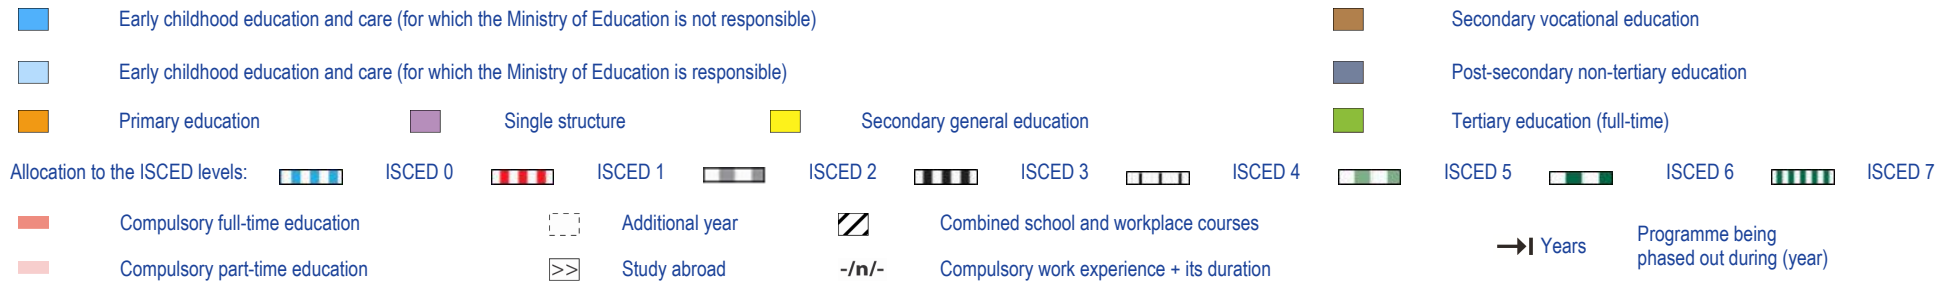 Early childhood education and care (for which the Ministry of Education is not responsible) Secondary vocational education
Early childhood education and care (for which the Ministry of Education is responsible) Post-secondary non-tertiary education
Primary education Single structure Secondary general education Tertiary education (full-time)
Allocation to the ISCED levels: ISCED 0 ISCED 1 ISCED 2 ISCED 3 ISCED 4 ISCED 5 ISCED 6 ISCED 7
Compulsory full-time education Additional year Combined school and workplace courses
Years Programme being
phased out during (year)
Compulsory part-time education >> Study abroad -/n/- Compulsory work experience + its duration